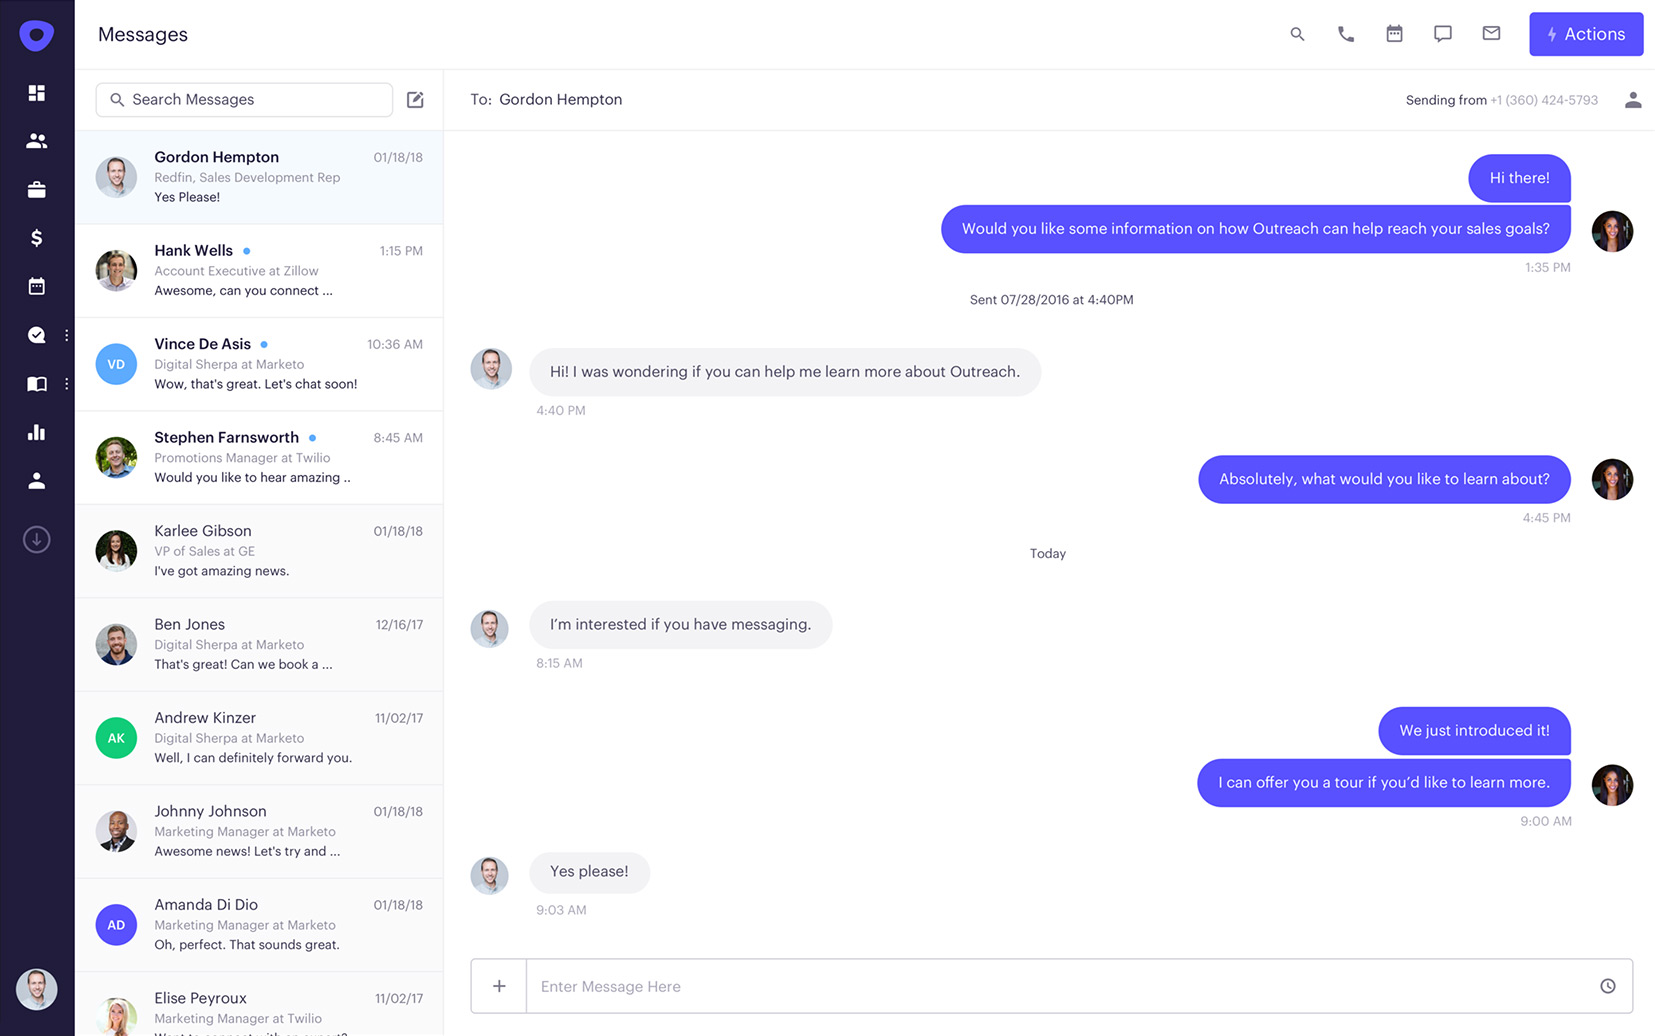 Messages
Actions
Search Messages
To: Gordon Hempton
Sending from +1 (360) 424-5793
Gordon Hempton
01/18/18
Redfin, Sales Development Rep
Yes Please!
Hank Wells
1:15 PM
Account Executive at Zillow
Awesome, can you connect ...
VD
Vince De Asis
10:36 AM
Digital Sherpa at Marketo
Wow, that's great. Let's chat soon!
Stephen Farnsworth
8:45 AM
Promotions Manager at Twilio
Would you like to hear amazing ..
Karlee Gibson
01/18/18
VP of Sales at GE
I've got amazing news.
Ben Jones
12/16/17
Digital Sherpa at Marketo
That's great! Can we book a ...
AK
Andrew Kinzer
11/02/17
Digital Sherpa at Marketo
Well, I can definitely forward you.
Johnny Johnson
01/18/18
Marketing Manager at Marketo
Awesome news! Let's try and ...
AD
Amanda Di Dio
01/18/18
Marketing Manager at Marketo
Oh, perfect. That sounds great.
Elise Peyroux
11/02/17
Marketing Manager at Twilio
Hi there!
Would you like some information on how Outreach can help reach your sales goals?
1:35 PM
Sent 07/28/2016 at 4:40PM
Hi! I was wondering if you can help me learn more about Outreach.
4:40 PM
Absolutely, what would you like to learn about?
4:45 PM
Today
I’m interested if you have messaging.
8:15 AM
We just introduced it!
I can offer you a tour if you’d like to learn more.
9:00 AM
Yes please!
9:03 AM
Enter Message Here